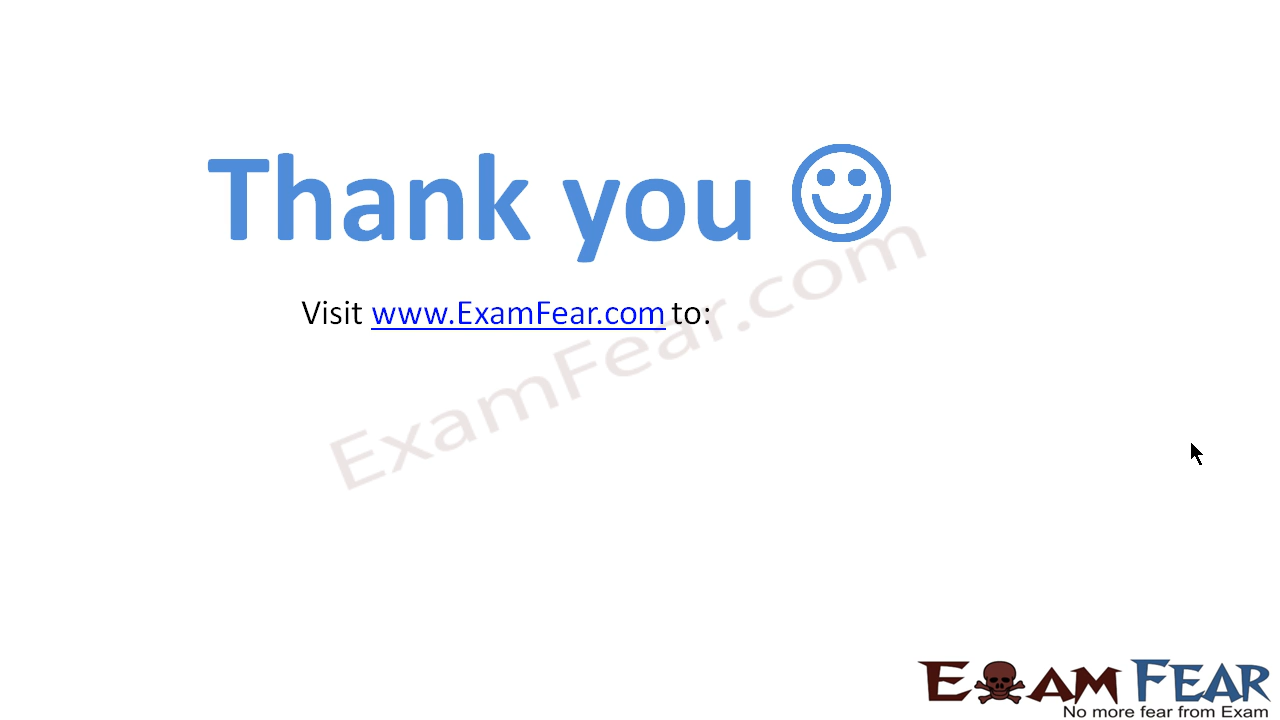 Thank you ☺
Visit www.ExamFear.com to:
ExamFear.com
EXAM FEAR
No more fear from Exam